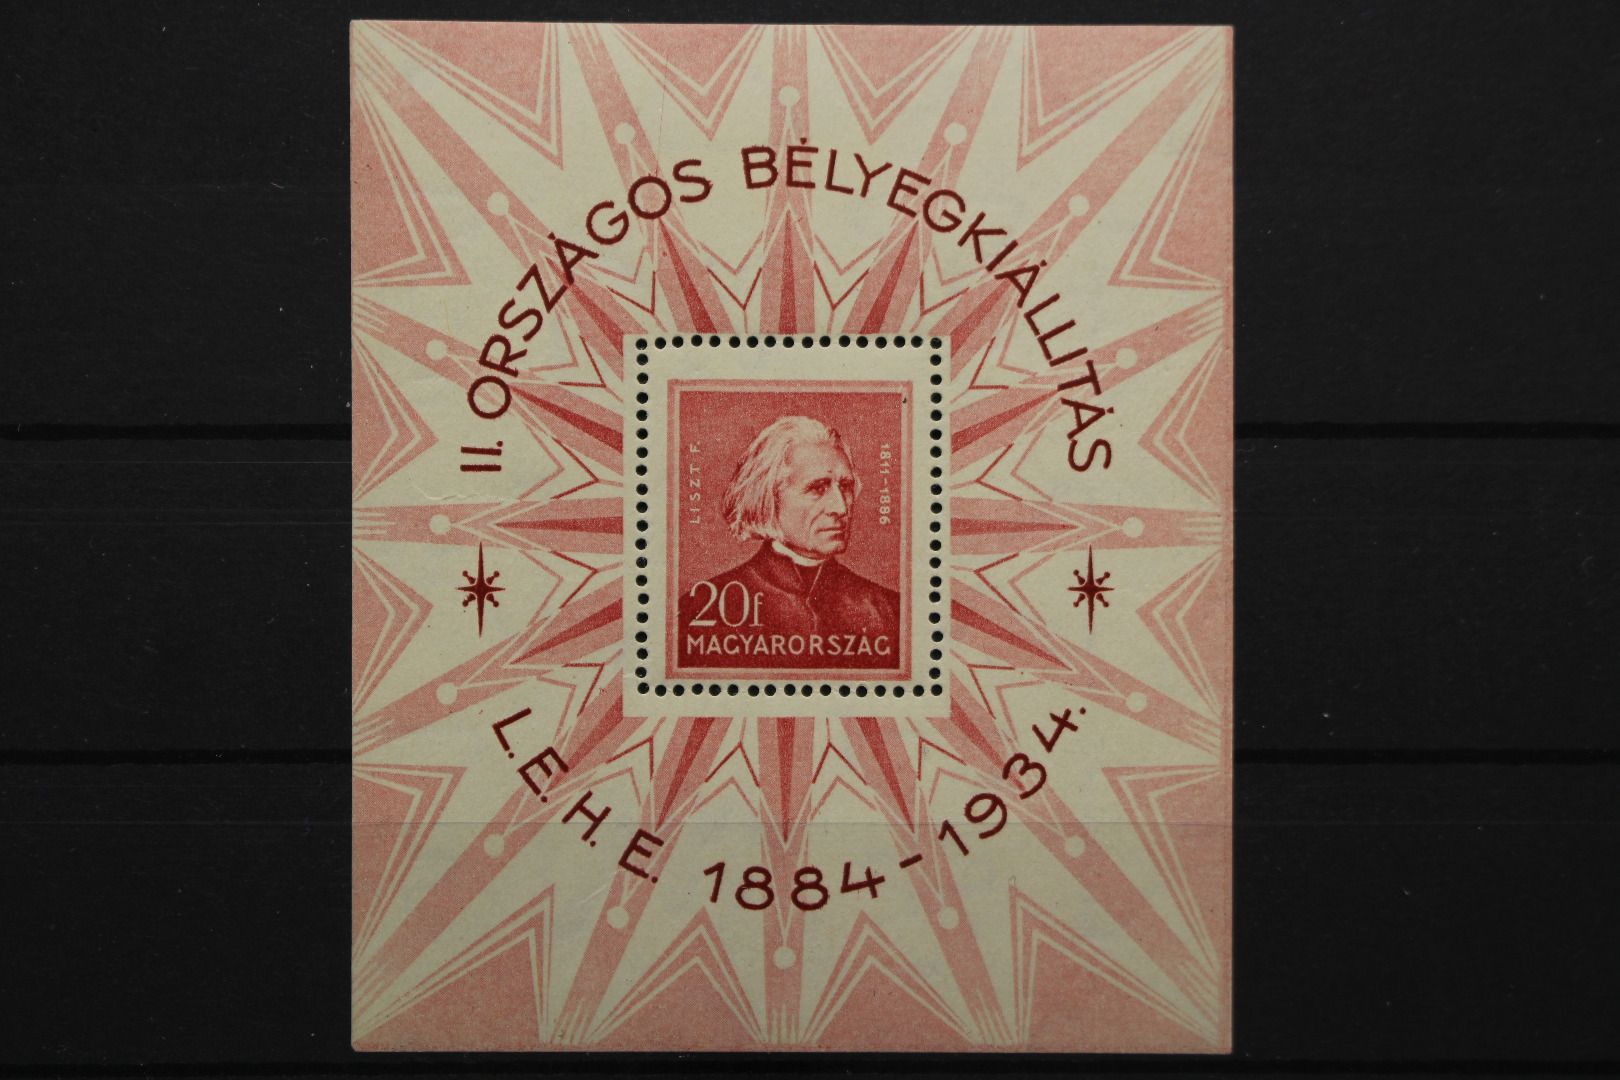 II. ORSZÁGOS BÉLYEGKIÁLLITÁS
LISZT F.
1811-1886
20f
MAGYARORSZÁG
L.E.H.E. 1884-1934.